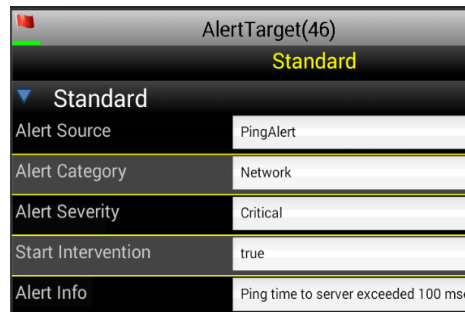 AlertTarget(46)
Standard
Standard
Alert Source PingAlert
Alert Category Network
Alert Severity Critical
Start Intervention true
Alert Info Ping time to server exceeded 100